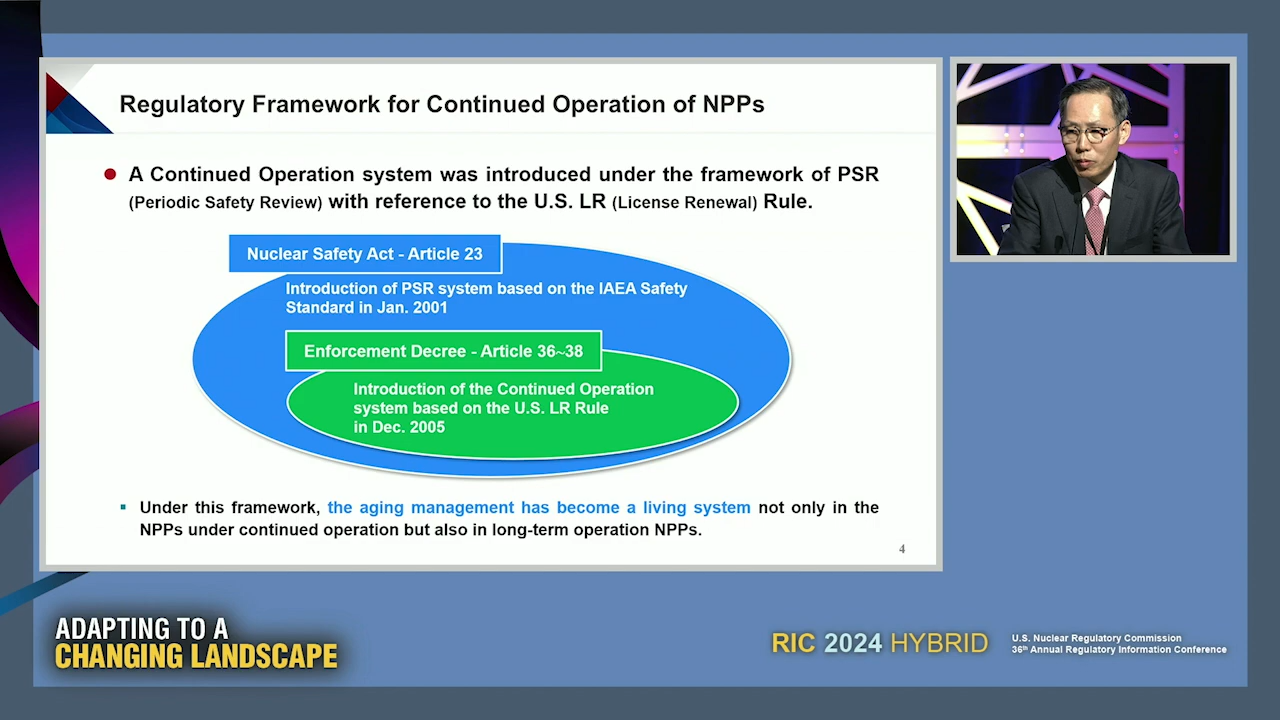 Regulatory Framework for Continued Operation of NPPs
A Continued Operation system was introduced under the framework of PSR
(Periodic Safety Review) with reference to the U.S. LR (License Renewal) Rule.
Nuclear Safety Act - Article 23
Introduction of PSR system based on the IAEA Safety
Standard in Jan. 2001
Enforcement Decree - Article 36~38
Introduction of the Continued Operation
system based on the U.S. LR Rule
in Dec. 2005
Under this framework, the aging management has become a living system not only in the
NPPs under continued operation but also in long-term operation NPPs.
4
ADAPTING TO A
CHANGING LANDSCAPE
RIC 2024 HYBRID
U.S. Nuclear Regulatory Commission
36th Annual Regulatory Information Conference